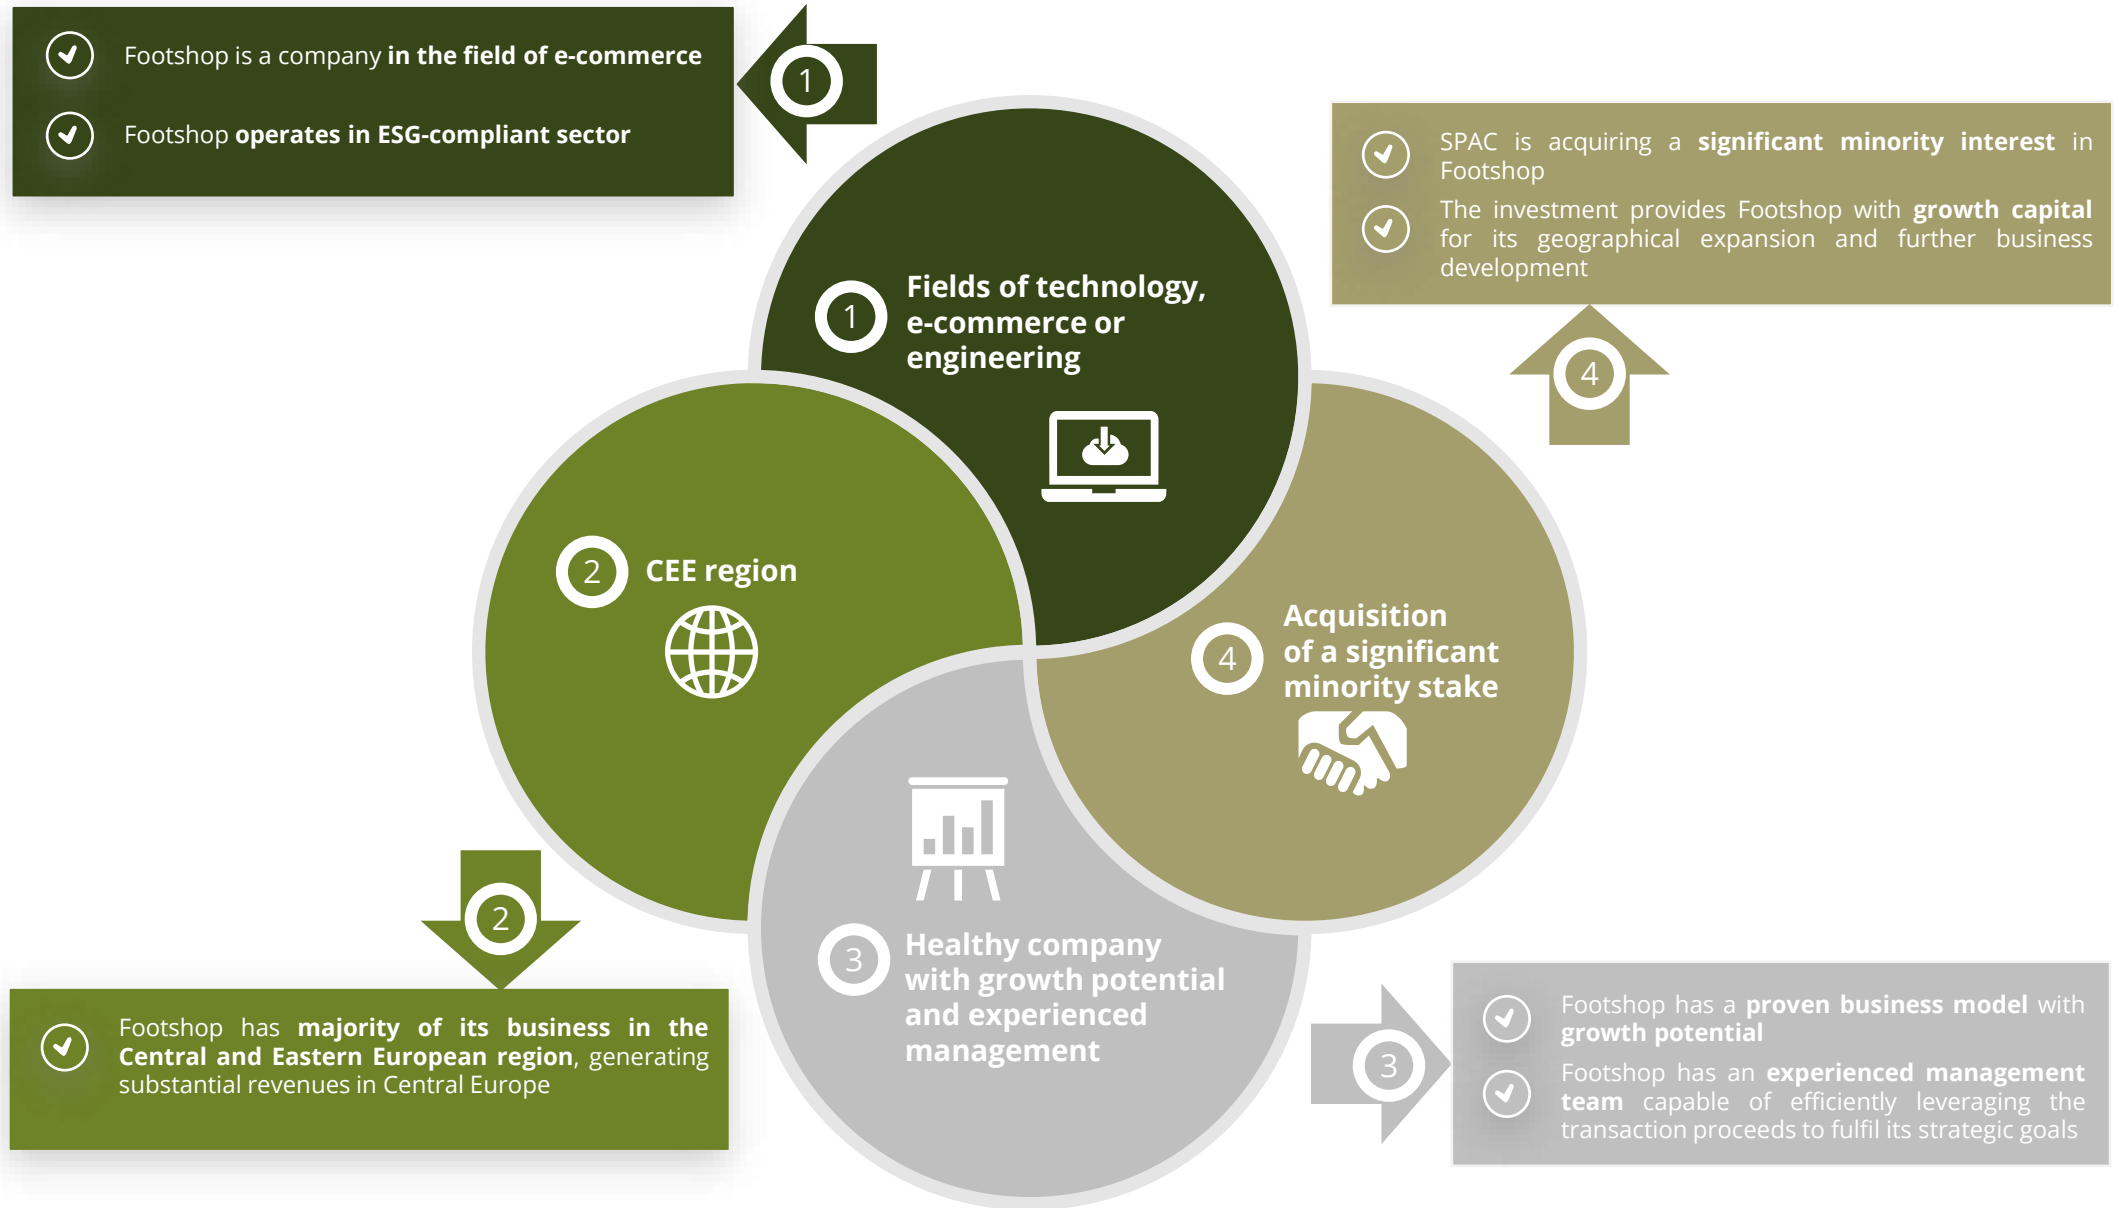 Footshop is a company in the field of e-commerce
Footshop operates in ESG-compliant sector
1
SPAC is acquiring a significant minority interest in
Footshop
The investment provides Footshop with growth capital
for its geographical expansion and further business
development
4
1
Fields of technology,
e-commerce or
engineering
2
CEE region
4
Acquisition
of a significant
minority stake
3
Healthy company
with growth potential
and experienced
management
2
Footshop has majority of its business in the
Central and Eastern European region, generating
substantial revenues in Central Europe
3
Footshop has a proven business model with
growth potential
Footshop has an experienced management
team capable of efficiently leveraging the
transaction proceeds to fulfil its strategic goals